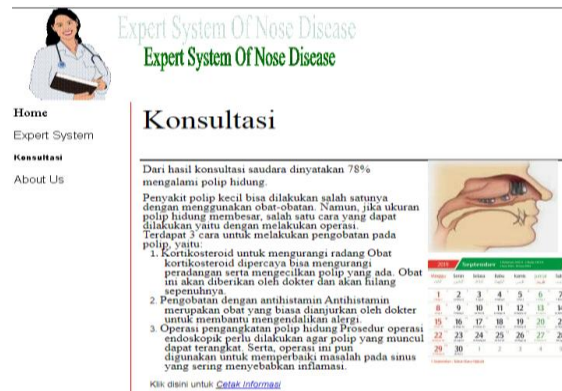 Expert System Of Nose Disease
Expert System Of Nose Disease
Home
Expert System
Konsultasi
About Us
Konsultasi
Dari hasil konsultasi saudara dinyatakan 78%
mengalami polip hidung.
Penyakit polip kecil bisa dilakukan salah satunya
dengan menggunakan obat-obatan. Namun, jika ukuran
polip hidung membesar, salah satu cara yang dapat
dilakukan yaitu dengan melakukan operasi.
Terdapat 3 cara untuk melakukan pengobatan pada
polip, yaitu:
1. Kortikosteroid untuk mengurangi radang Obat
kortikosteroid dipercaya bisa mengurangi
peradangan serta mengecilkan polip yang ada. Obat
ini akan diberikan oleh dokter dan akan hilang
sepenuhnya.
2. Pengobatan dengan antihistamin Antihistamin
merupakan obat yang biasa dianjurkan oleh dokter
untuk membantu mengendalikan alergi.
3. Operasi pengangkatan polip hidung Prosedur operasi
endoskopik perlu dilakukan agar polip yang muncul
dapat terangkat. Serta, operasi ini pun
digunakan untuk memperbaiki masalah pada sinus
yang sering menyebabkan inflamasi.
Klik disini untuk Cetak Informasi
September
1 2 3 4 5 6 7
8 9 10 11 12 13 14
15 16 17 18 19 20 21
22 23 24 25 26 27 28
29 30